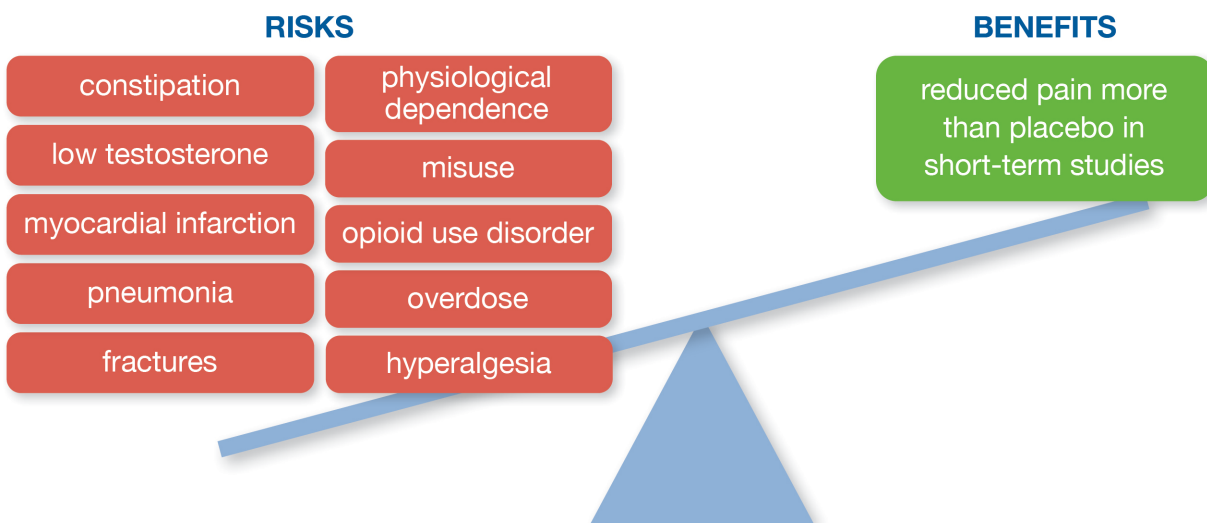 RISKS
constipation
low testosterone
myocardial infarction
pneumonia
fractures
physiological
dependence
misuse
opioid use disorder
overdose
hyperalgesia
BENEFITS
reduced pain more
than placebo in
short-term studies